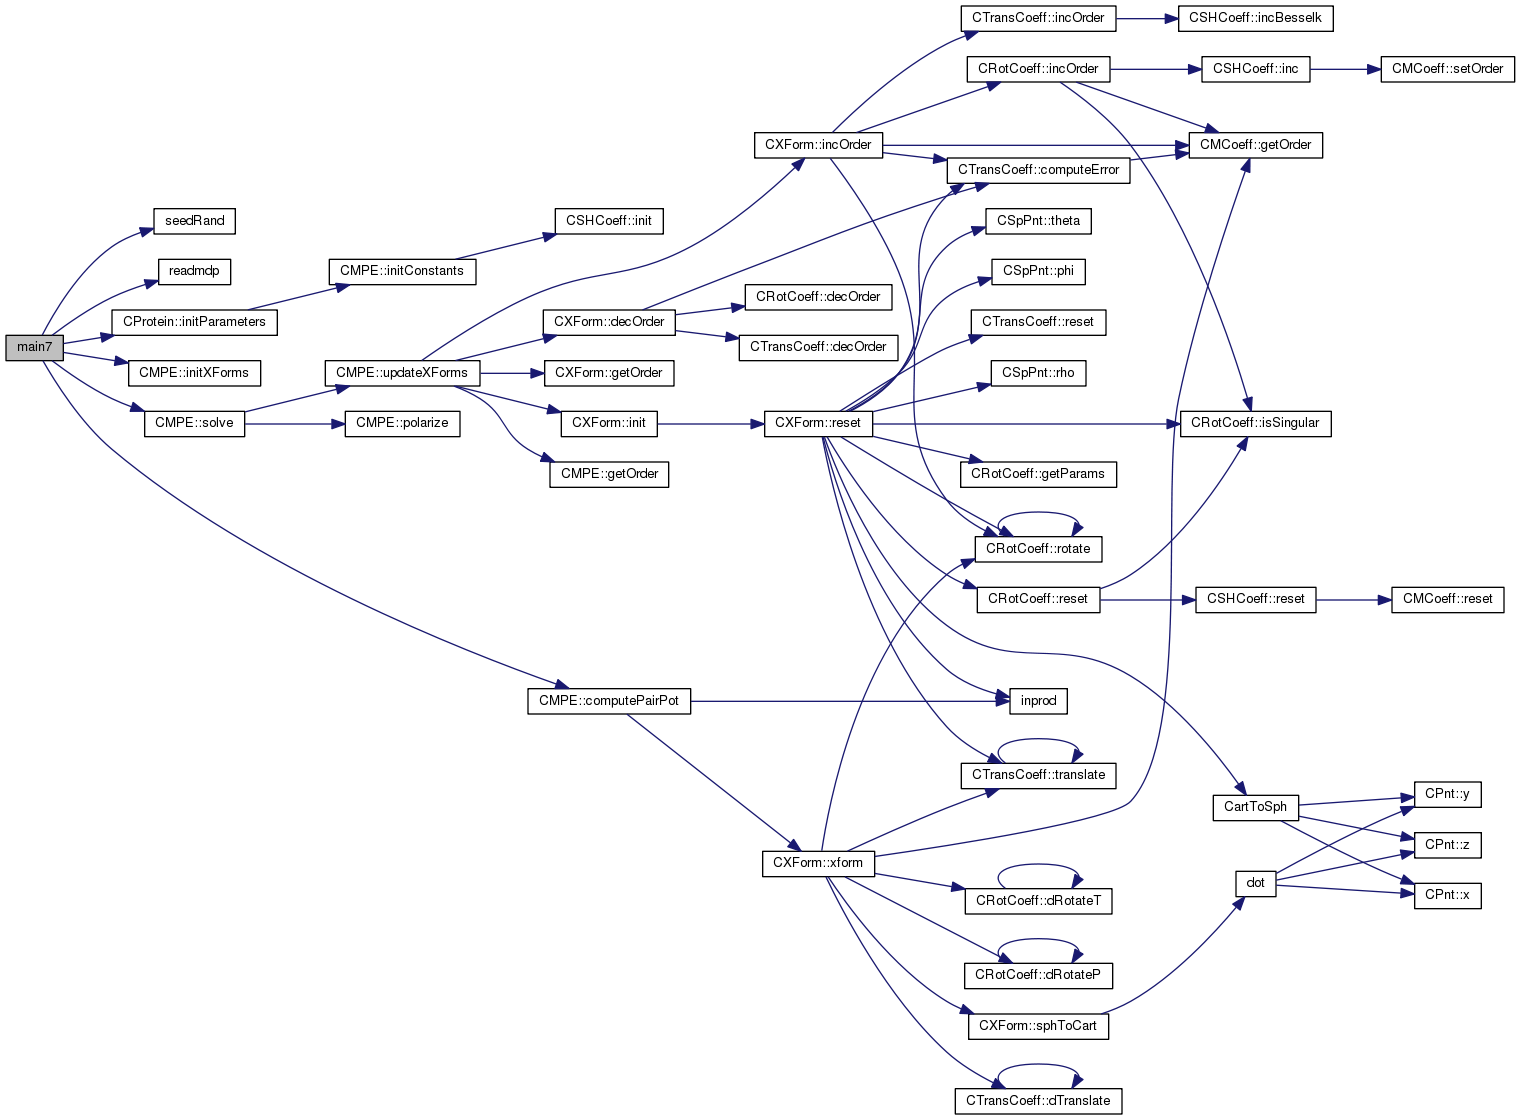 CTransCoeff::incOrder
CSHCoeff::incBesselk
CRotCoeff::incOrder
CSHCoeff::inc
CMCoeff::setOrder
CXForm::incOrder
CMCoeff::getOrder
CTransCoeff::computeError
seedRand
CSHCoeff::init
CSpPnt::theta
readmdp
CMPE::initConstants
CSpPnt::phi
CRotCoeff::decOrder
CProtein::initParameters
CXForm::decOrder
CTransCoeff::reset
main7
CTransCoeff::decOrder
CMPE::initXForms
CMPE::updateXForms
CXForm::getOrder
CSpPnt::rho
CMPE::solve
CMPE::polarize
CXForm::init
CXForm::reset
CRotCoeff::isSingular
CMPE::getOrder
CRotCoeff::getParams
CRotCoeff::rotate
CRotCoeff::reset
CSHCoeff::reset
CMCoeff::reset
CMPE::computePairPot
inprod
CTransCoeff::translate
CartToSph
CPnt::y
CPnt::z
CXForm::xform
dot
CPnt::x
CRotCoeff::dRotateT
CRotCoeff::dRotateP
CXForm::sphToCart
CTransCoeff::dTranslate